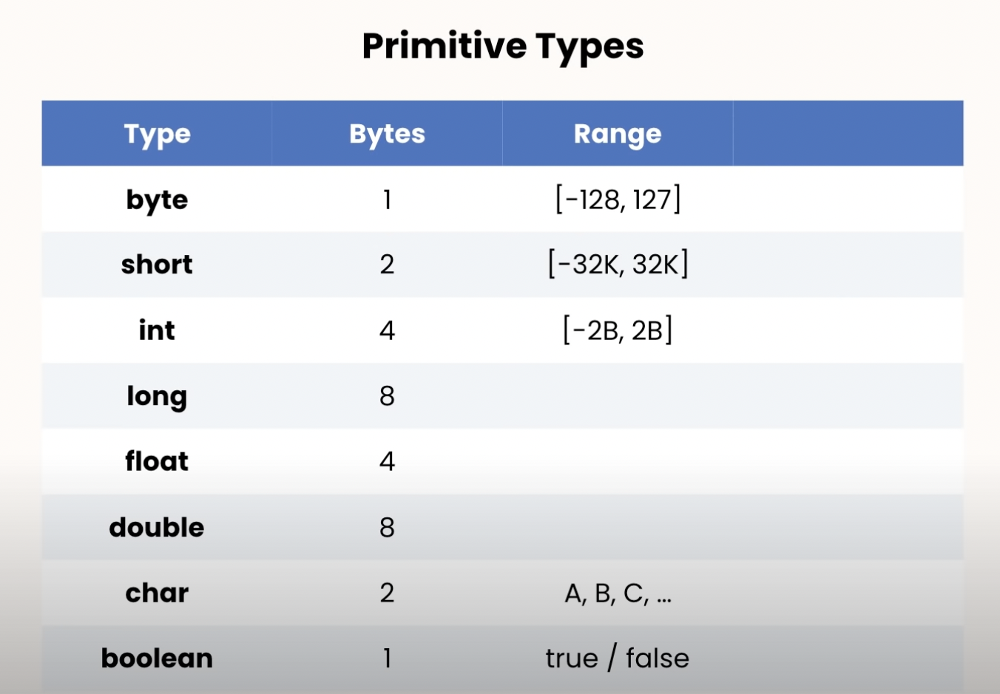 Primitive Types
Type Bytes Range
byte 1 [-128, 127]
short 2 [-32K, 32K]
int 4 [-2B, 2B]
long 8
float 4
double 8
char 2 A, B, C, ...
boolean 1 true / false